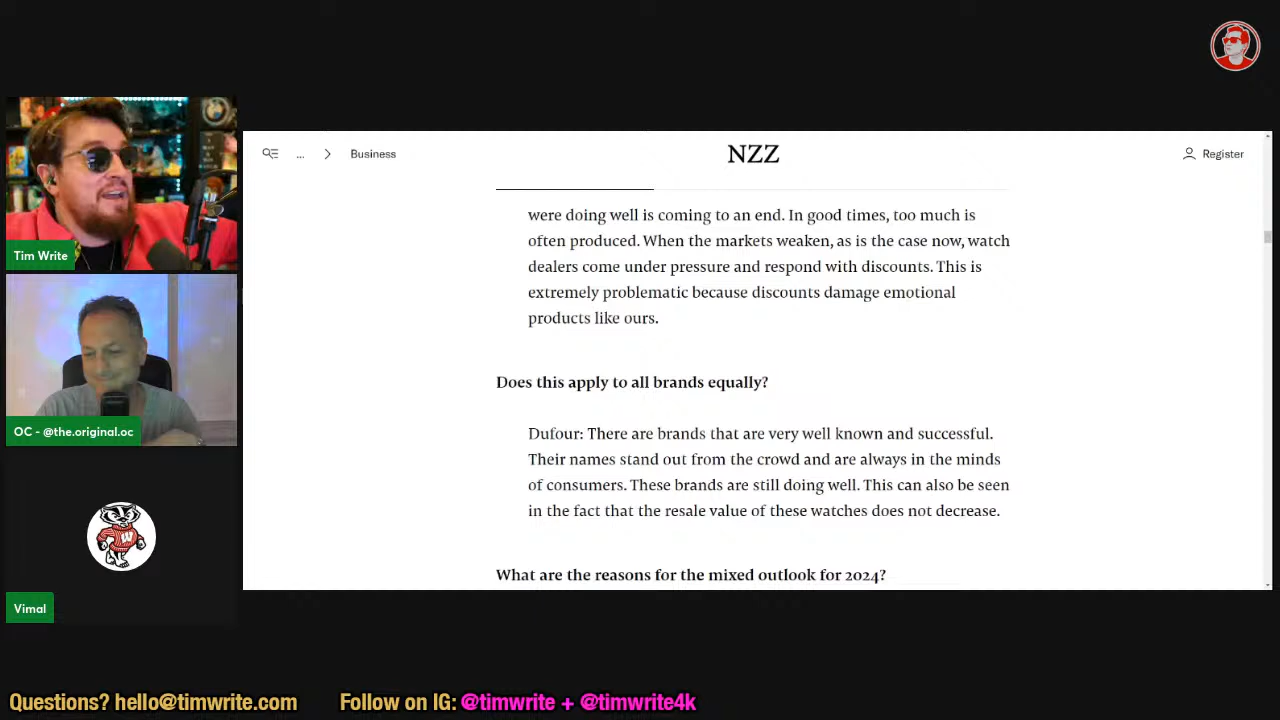 ... Business
NZZ
Register
were doing well is coming to an end. In good times, too much is
often produced. When the markets weaken, as is the case now, watch
dealers come under pressure and respond with discounts. This is
extremely problematic because discounts damage emotional
products like ours.
Does this apply to all brands equally?
Dufour: There are brands that are very well known and successful.
Their names stand out from the crowd and are always in the minds
of consumers. These brands are still doing well. This can also be seen
in the fact that the resale value of these watches does not decrease.
What are the reasons for the mixed outlook for 2024?
Tim Write
OC - @the.original.oc
W
Vimal
Questions? hello@timwrite.com Follow on IG: @timwrite + @timwrite4k